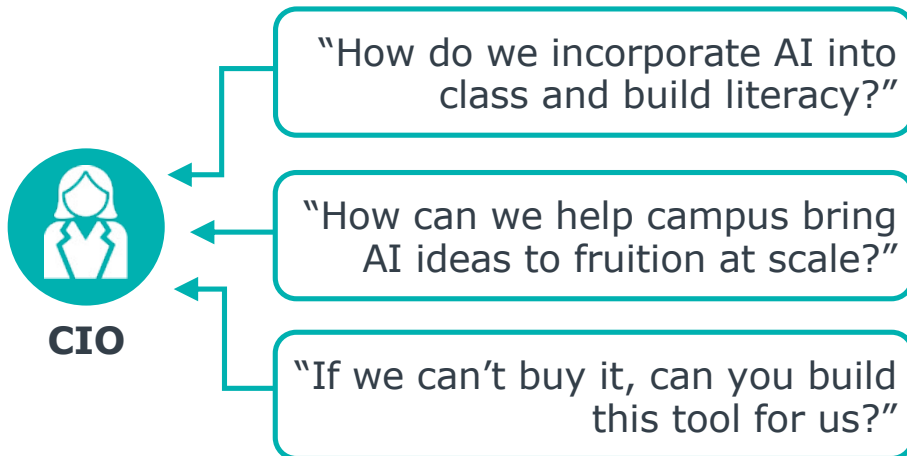 “How do we incorporate AI into
class and build literacy?”
“How can we help campus bring
AI ideas to fruition at scale?”
CIO
“If we can’t buy it, can you build
this tool for us?”